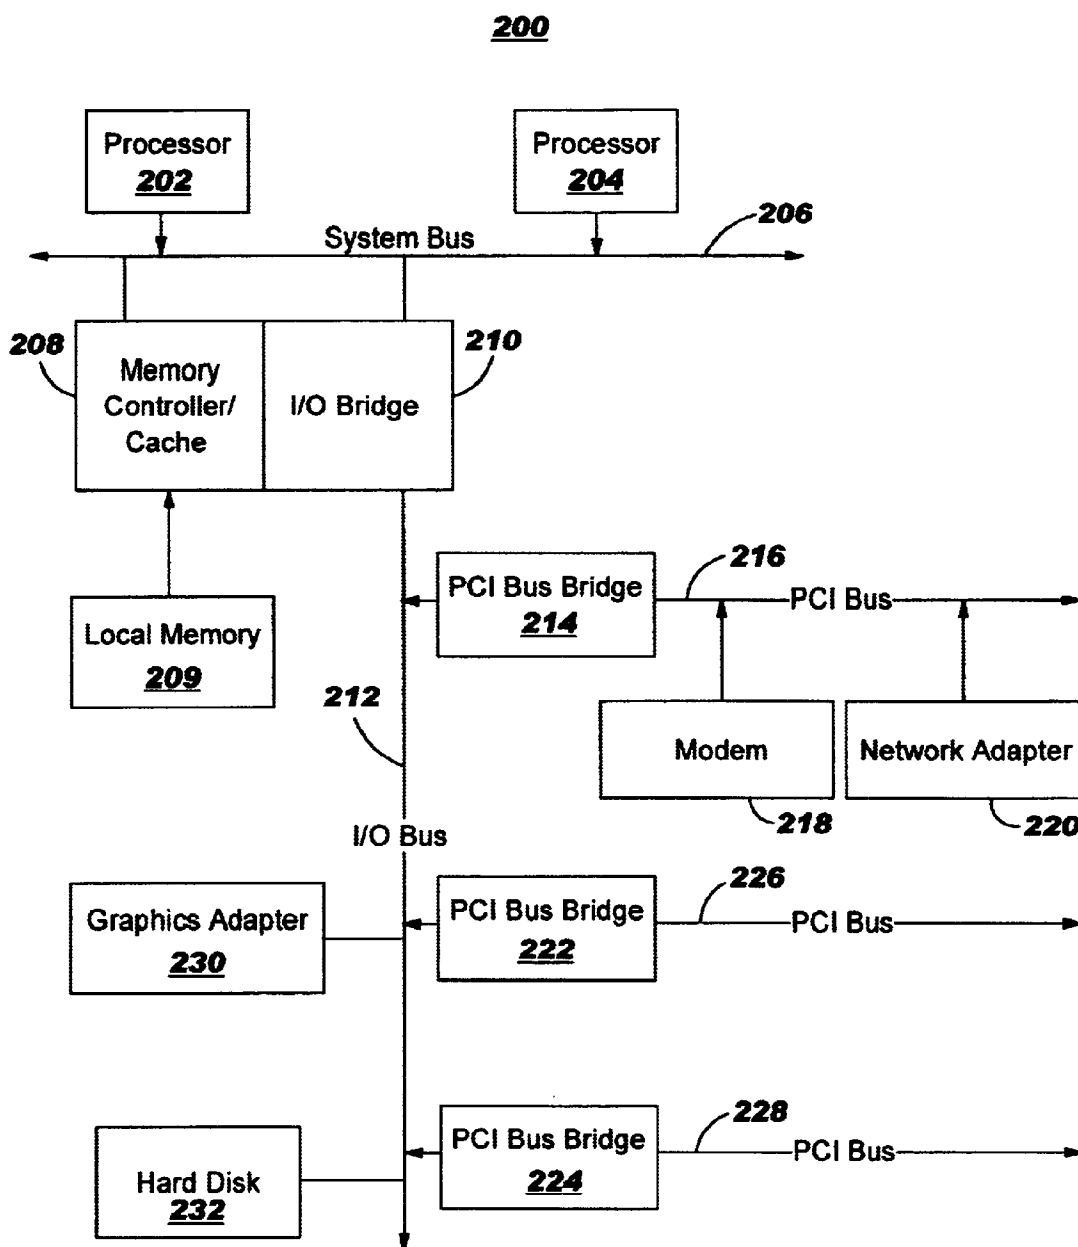 200
Processor
202
Processor
204
206
System Bus
208
Memory
Controller/
Cache
I/O Bridge
210
PCI Bus Bridge
214
216
PCI Bus
Local Memory
209
212
Modem
Network Adapter
218
220
I/O Bus
Graphics Adapter
230
PCI Bus Bridge
222
226
PCI Bus
Hard Disk
232
PCI Bus Bridge
224
228
PCI Bus